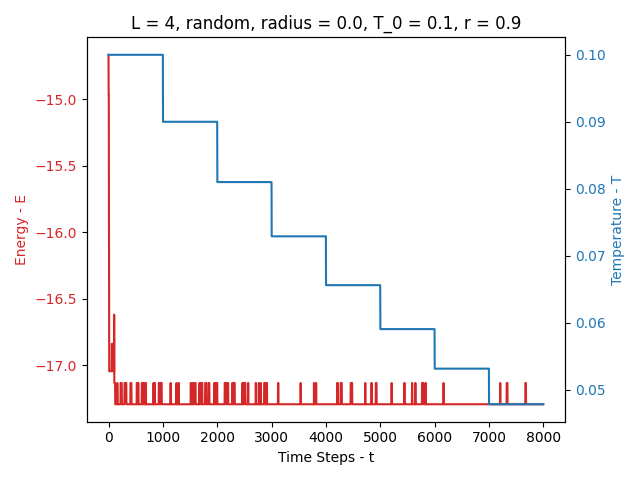 L = 4, random, radius = 0.0, T_0 = 0.1, r = 0.9
Energy - E
−15.0
−15.5
−16.0
−16.5
−17.0
0.10
0.09
0.08
0.07
0.06
0.05
Temperature - T
0 1000 2000 3000 4000 5000 6000 7000 8000
Time Steps - t